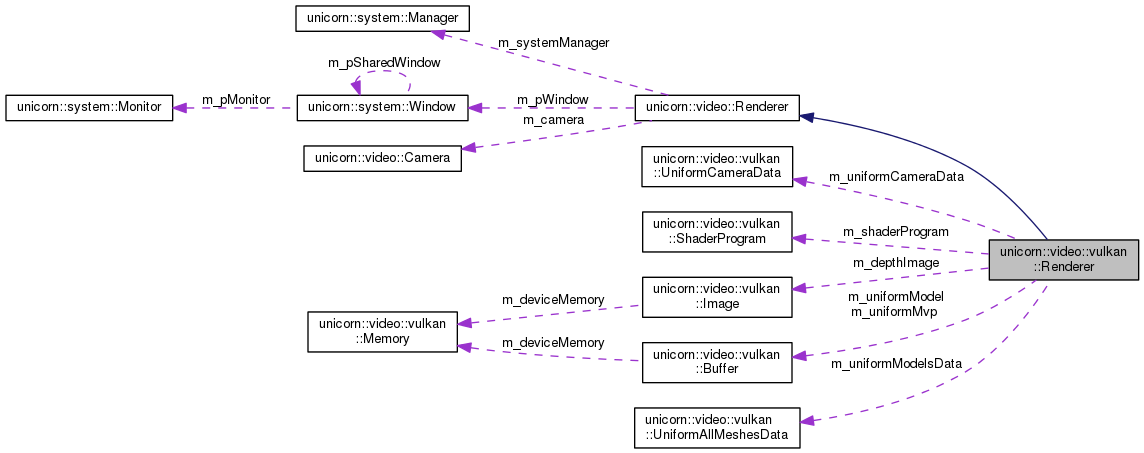 unicorn::system::Manager
m_systemManager
m_pSharedWindow
unicorn::system::Monitor
m_pMonitor
unicorn::system::Window
m_pWindow
unicorn::video::Renderer
m_camera
unicorn::video::Camera
unicorn::video::vulkan
::UniformCameraData
m_uniformCameraData
unicorn::video::vulkan
::ShaderProgram
m_shaderProgram
unicorn::video::vulkan
::Renderer
m_depthImage
unicorn::video::vulkan
::Image
m_deviceMemory
m_uniformModel
m_uniformMvp
unicorn::video::vulkan
::Memory
m_deviceMemory
unicorn::video::vulkan
::Buffer
m_uniformModelsData
unicorn::video::vulkan
::UniformAllMeshesData